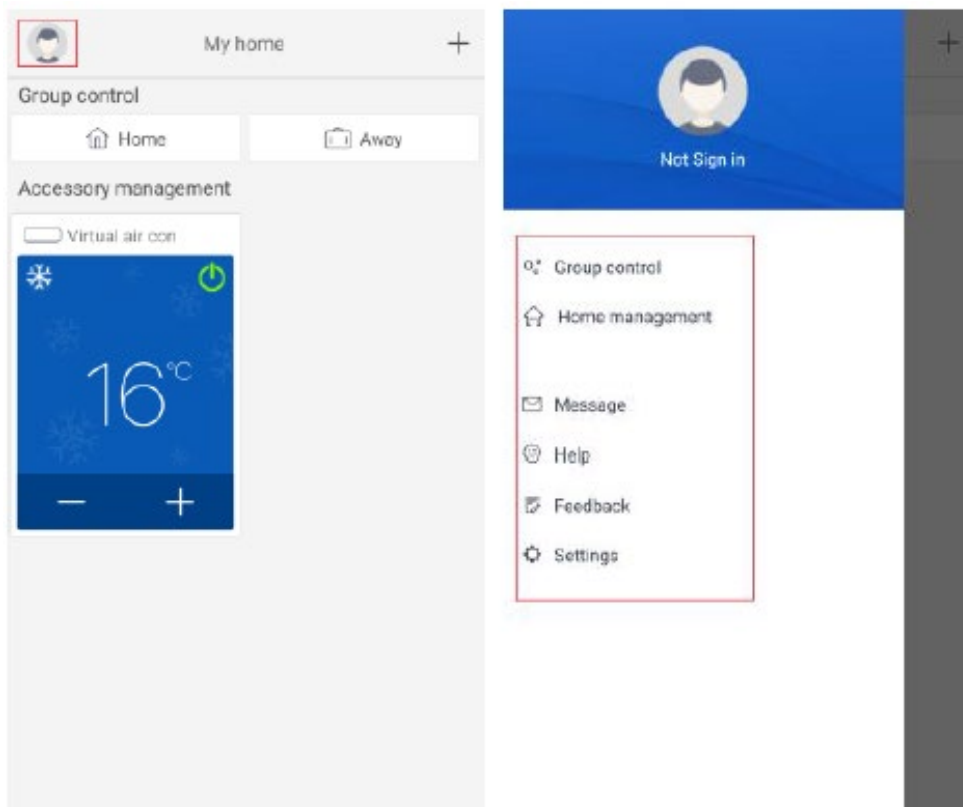 My home
Group control
Home
Away
Accessory management
Virtual air con
16°C
Not Sign in
Group control
Home management
Message
Help
Feedback
Settings